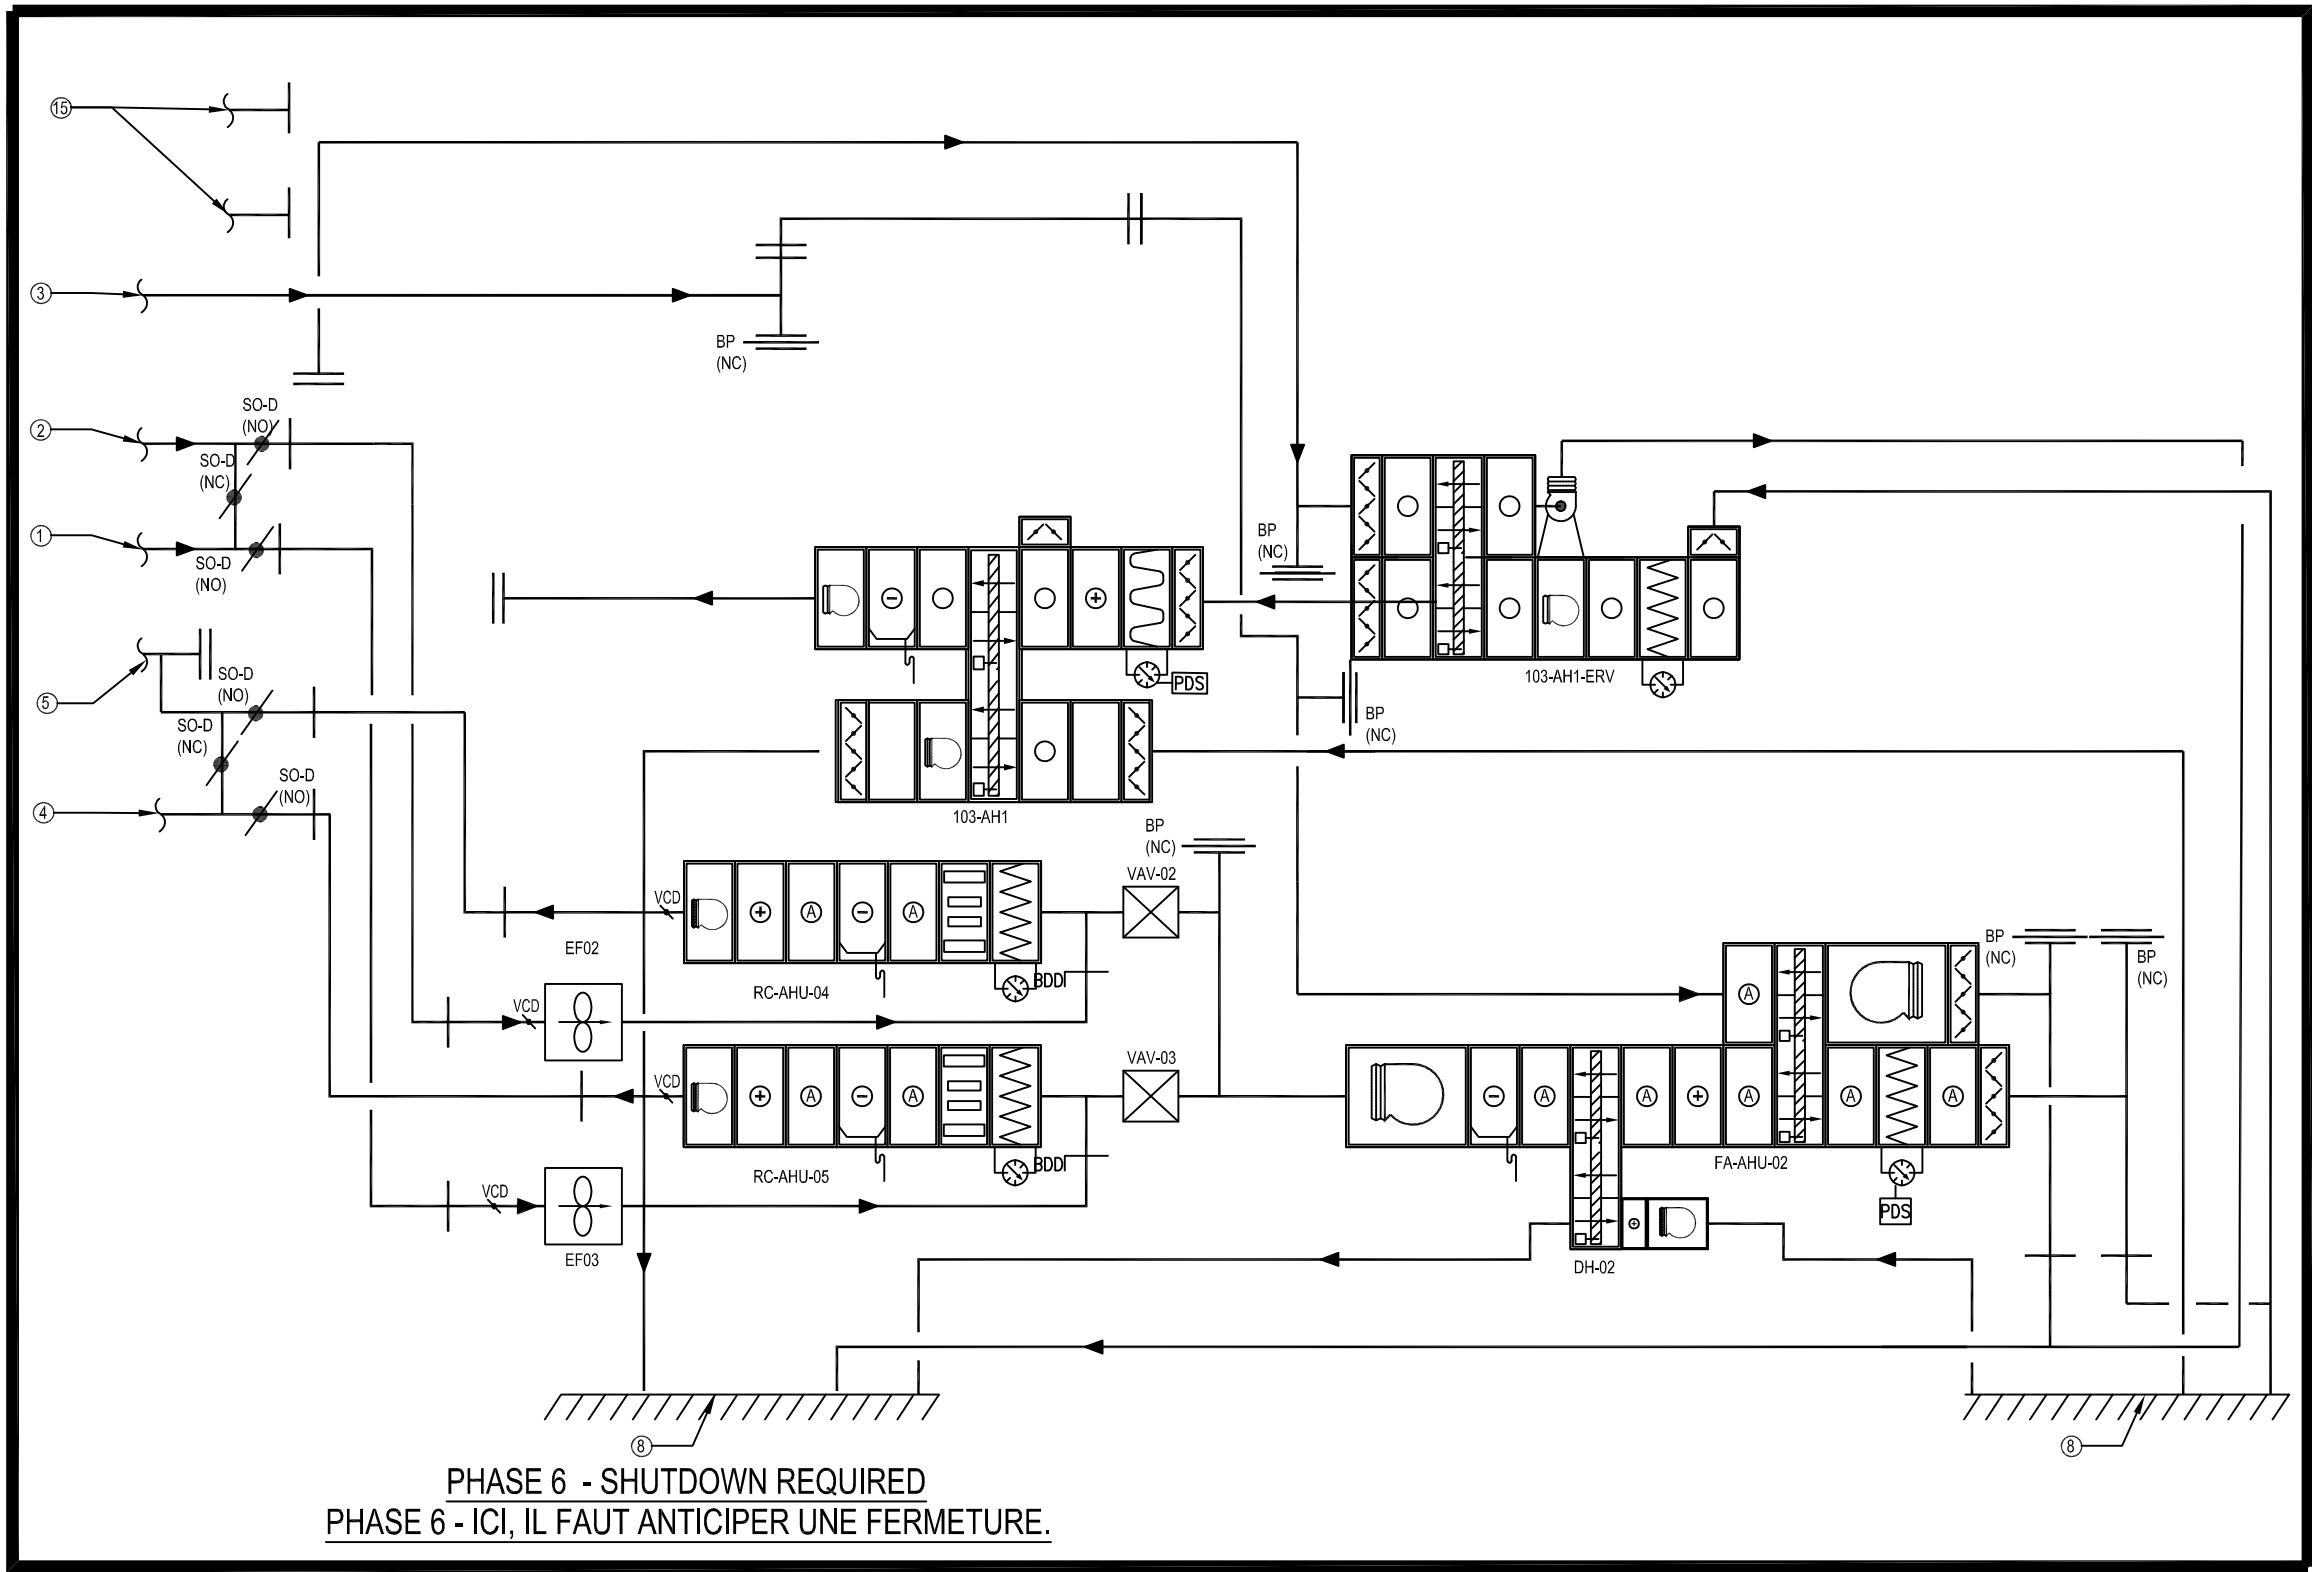 15
3
BP
(NC)
SO-D
(NO)
2
SO-D
(NC)
1
SO-D
(NO)
BP
(NC)
PDS
103-AH1-ERV
SO-D
(NO)
5
SO-D
(NC)
BP
(NC)
SO-D
(NO)
4
103-AH1
BP
(NC)
VAV-02
VCD
+
A
−
A
EF02
BDD
RC-AHU-04
VCD
BP
(NC)
BP
(NC)
A
VAV-03
VCD
+
A
−
A
−
A
A
+
A
A
A
BDD
RC-AHU-05
FA-AHU-02
VCD
PDS
EF03
+
DH-02
8
8
PHASE 6 - SHUTDOWN REQUIRED
PHASE 6 - ICI, IL FAUT ANTICIPER UNE FERMETURE.